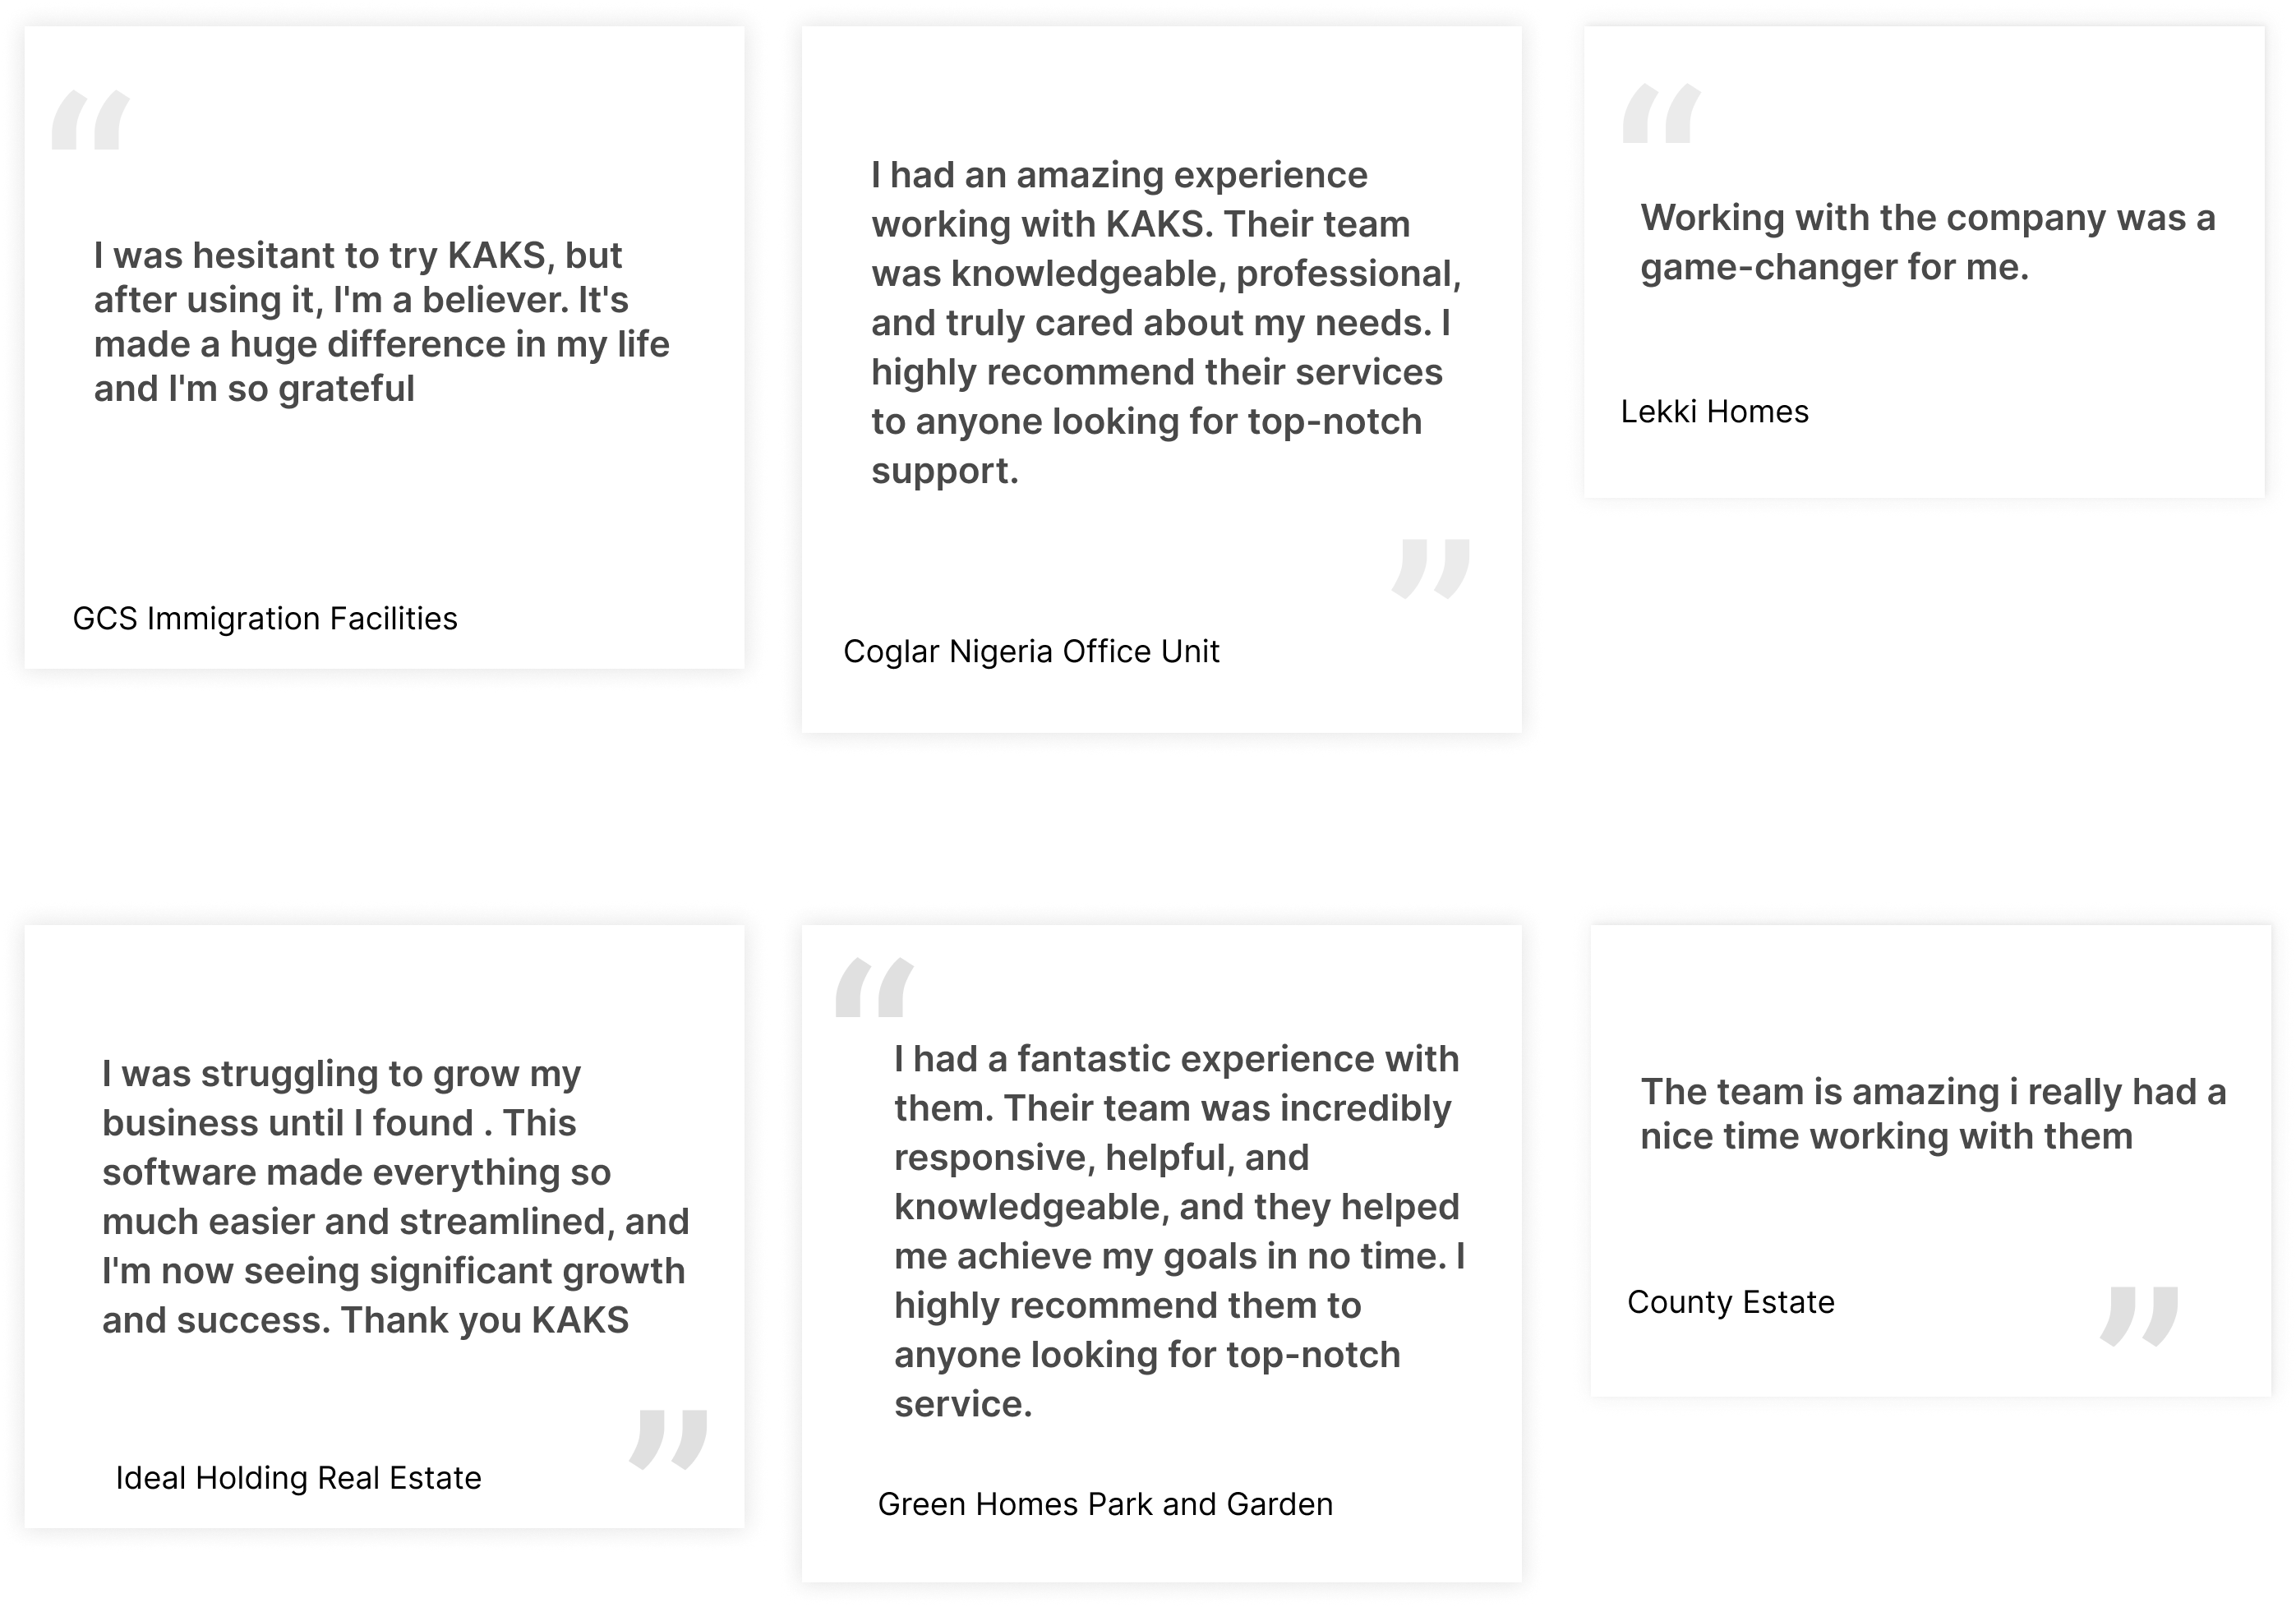 “
I was hesitant to try KAKS, but
after using it, I'm a believer. It's
made a huge difference in my life
and I'm so grateful
GCS Immigration Facilities
I had an amazing experience
working with KAKS. Their team
was knowledgeable, professional,
and truly cared about my needs. I
highly recommend their services
to anyone looking for top-notch
support.
”
Coglar Nigeria Office Unit
“
Working with the company was a
game-changer for me.
Lekki Homes
I was struggling to grow my
business until I found . This
software made everything so
much easier and streamlined, and
I'm now seeing significant growth
and success. Thank you KAKS
”
Ideal Holding Real Estate
“
I had a fantastic experience with
them. Their team was incredibly
responsive, helpful, and
knowledgeable, and they helped
me achieve my goals in no time. I
highly recommend them to
anyone looking for top-notch
service.
Green Homes Park and Garden
The team is amazing i really had a
nice time working with them
County Estate
”